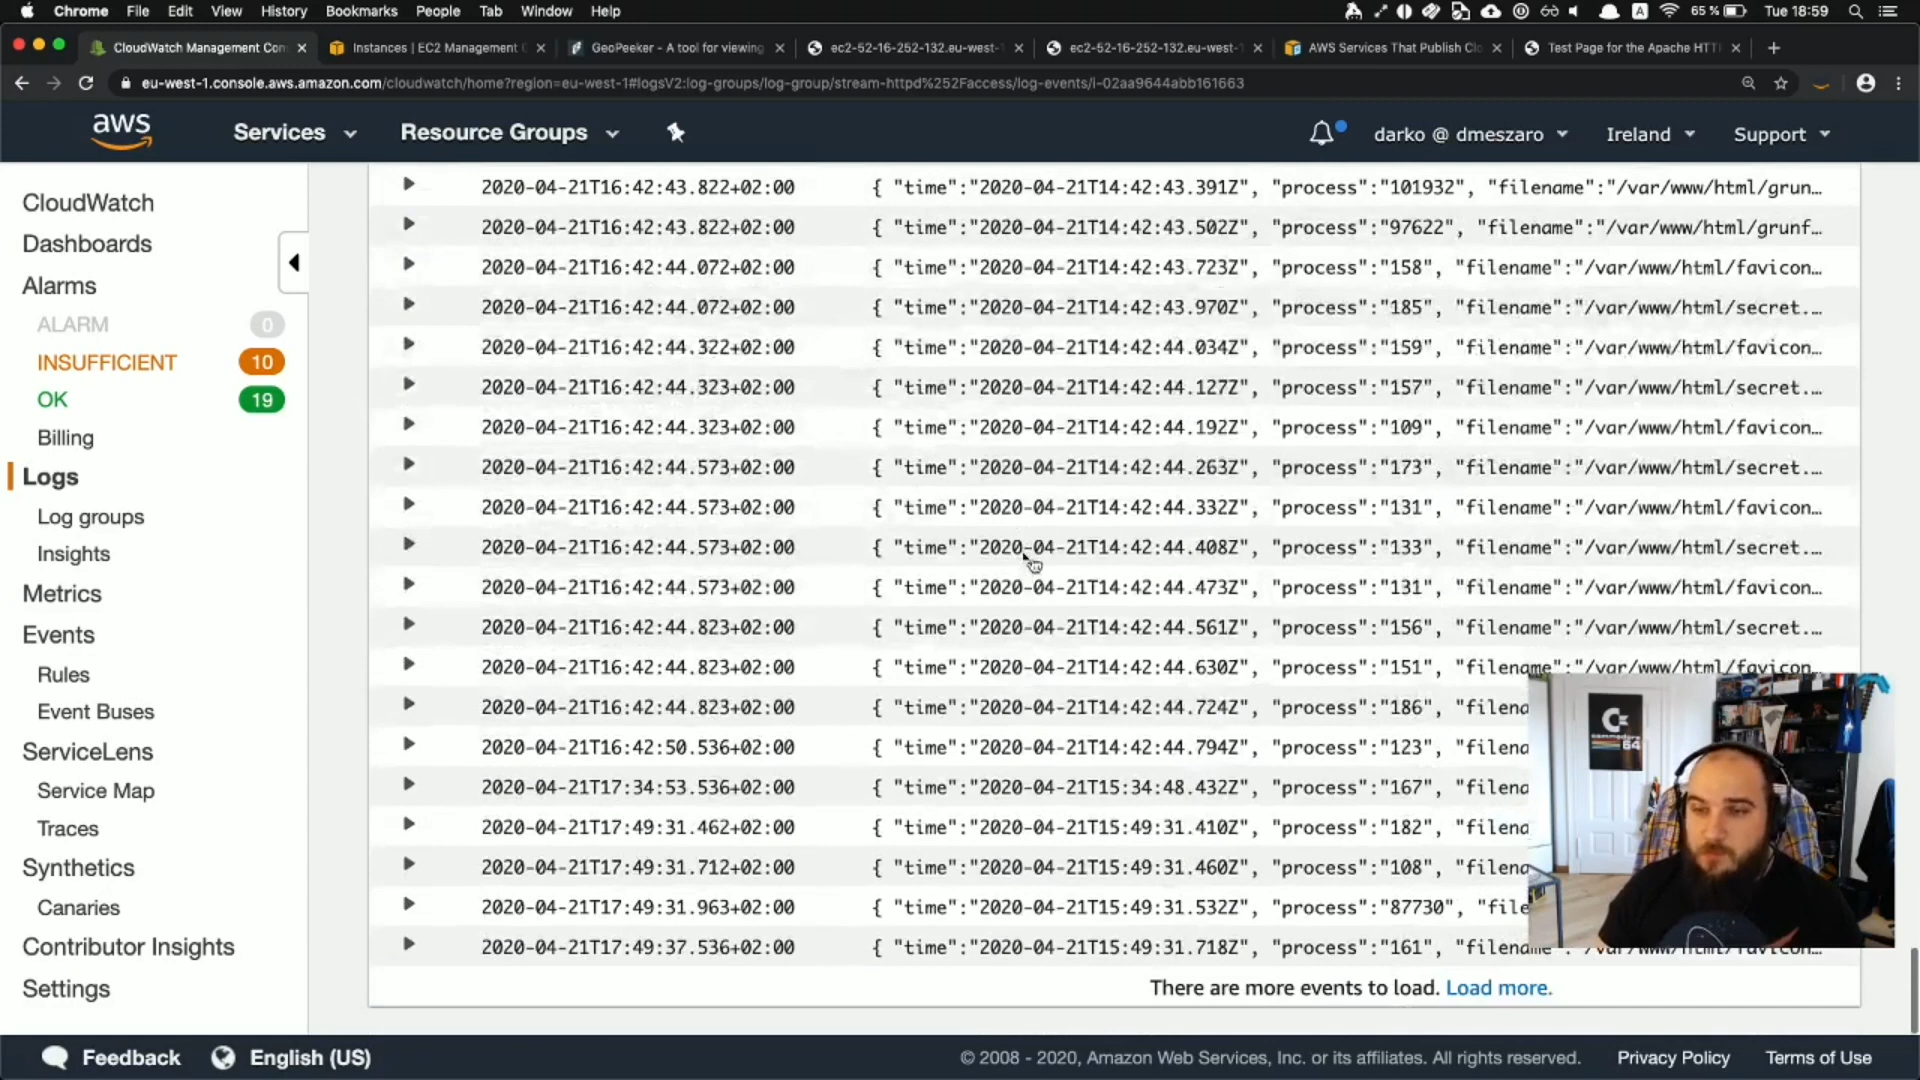 Chrome File Edit View History Bookmarks People Tab Window Help 65 % Tue 18:59
CloudWatch Management Con Instances | EC2 Management C GeoPeeker - A tool for viewing ec2-52-16-252-132.eu-west-1 ec2-52-16-252-132.eu-west-1 AWS Services That Publish Clo Test Page for the Apache HTTP
eu-west-1.console.aws.amazon.com/cloudwatch/home?region=eu-west-1#logsV2:log-groups/log-group/stream-httpd%252Faccess/log-events/i-02aa9644abb161663
aws Services Resource Groups darko @ dmeszaro Ireland Support
CloudWatch
Dashboards
Alarms
ALARM 0
INSUFFICIENT 10
OK 19
Billing
Logs
Log groups
Insights
Metrics
Events
Rules
Event Buses
ServiceLens
Service Map
Traces
Synthetics
Canaries
Contributor Insights
Settings
2020-04-21T16:42:43.822+02:00 { "time":"2020-04-21T14:42:43.391Z", "process":"101932", "filename":"/var/www/html/grun…
2020-04-21T16:42:43.822+02:00 { "time":"2020-04-21T14:42:43.502Z", "process":"97622", "filename":"/var/www/html/grunf…
2020-04-21T16:42:44.072+02:00 { "time":"2020-04-21T14:42:43.723Z", "process":"158", "filename":"/var/www/html/favicon…
2020-04-21T16:42:44.072+02:00 { "time":"2020-04-21T14:42:43.970Z", "process":"185", "filename":"/var/www/html/secret.…
2020-04-21T16:42:44.322+02:00 { "time":"2020-04-21T14:42:44.034Z", "process":"159", "filename":"/var/www/html/favicon…
2020-04-21T16:42:44.323+02:00 { "time":"2020-04-21T14:42:44.127Z", "process":"157", "filename":"/var/www/html/secret.…
2020-04-21T16:42:44.323+02:00 { "time":"2020-04-21T14:42:44.192Z", "process":"109", "filename":"/var/www/html/favicon…
2020-04-21T16:42:44.573+02:00 { "time":"2020-04-21T14:42:44.263Z", "process":"173", "filename":"/var/www/html/secret.…
2020-04-21T16:42:44.573+02:00 { "time":"2020-04-21T14:42:44.332Z", "process":"131", "filename":"/var/www/html/favicon…
2020-04-21T16:42:44.573+02:00 { "time":"2020-04-21T14:42:44.408Z", "process":"133", "filename":"/var/www/html/secret.…
2020-04-21T16:42:44.573+02:00 { "time":"2020-04-21T14:42:44.473Z", "process":"131", "filename":"/var/www/html/favicon…
2020-04-21T16:42:44.823+02:00 { "time":"2020-04-21T14:42:44.561Z", "process":"156", "filename":"/var/www/html/secret.…
2020-04-21T16:42:44.823+02:00 { "time":"2020-04-21T14:42:44.630Z", "process":"151", "filename":"/var/www/html/favicon…
2020-04-21T16:42:44.823+02:00 { "time":"2020-04-21T14:42:44.724Z", "process":"186", "filena
2020-04-21T16:42:50.536+02:00 { "time":"2020-04-21T14:42:44.794Z", "process":"123", "filena
2020-04-21T17:34:53.536+02:00 { "time":"2020-04-21T15:34:48.432Z", "process":"167", "filena
2020-04-21T17:49:31.462+02:00 { "time":"2020-04-21T15:49:31.410Z", "process":"182", "filena
2020-04-21T17:49:31.712+02:00 { "time":"2020-04-21T15:49:31.460Z", "process":"108", "filena
2020-04-21T17:49:31.963+02:00 { "time":"2020-04-21T15:49:31.532Z", "process":"87730", "file
2020-04-21T17:49:37.536+02:00 { "time":"2020-04-21T15:49:31.718Z", "process":"161", "filename":"/var/www/html/favicon…
There are more events to load. Load more.
commodore
64
Feedback English (US) © 2008 - 2020, Amazon Web Services, Inc. or its affiliates. All rights reserved. Privacy Policy Terms of Use